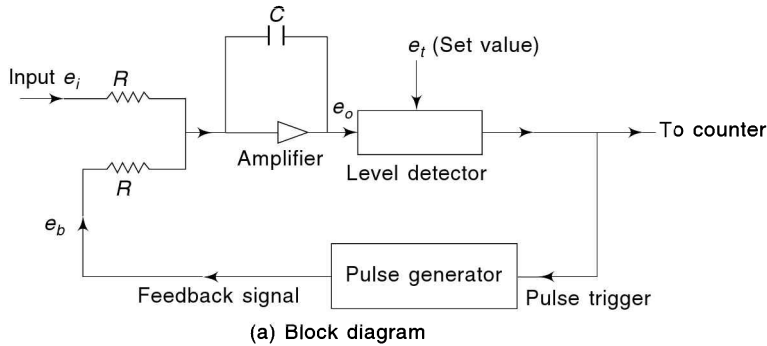 C
e_t (Set value)
Input e_i
R
e_o
To counter
Amplifier
Level detector
R
e_b
Pulse generator
Feedback signal
Pulse trigger
(a) Block diagram